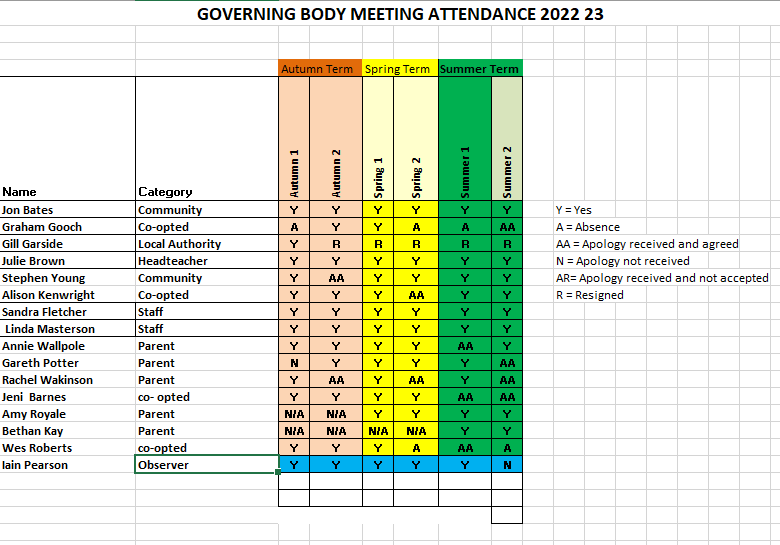 GOVERNING BODY MEETING ATTENDANCE 2022 23
Autumn Term Spring Term Summer Term
Name Category Autumn 1 Autumn 2 Spring 1 Spring 2 Summer 1 Summer 2
Jon Bates Community Y Y Y Y Y Y Y = Yes
Graham Gooch Co-opted A Y Y A A AA A = Absence
Gill Garside Local Authority Y R R R R R AA = Apology received and agreed
Julie Brown Headteacher Y Y Y Y Y Y N = Apology not received
Stephen Young Community Y AA Y Y Y Y AR= Apology received and not accepted
Alison Kenwright Co-opted Y Y Y AA Y Y R = Resigned
Sandra Fletcher Staff Y Y Y Y Y Y
Linda Masterson Staff Y Y Y Y Y Y
Annie Wallpole Parent Y Y Y Y AA Y
Gareth Potter Parent N Y Y Y Y AA
Rachel Wakinson Parent Y AA Y AA Y AA
Jeni Barnes co- opted Y Y Y Y AA AA
Amy Royale Parent N/A N/A Y Y Y Y
Bethan Kay Parent N/A N/A N/A N/A Y Y
Wes Roberts co-opted Y Y Y A AA A
Iain Pearson Observer Y Y Y Y Y N